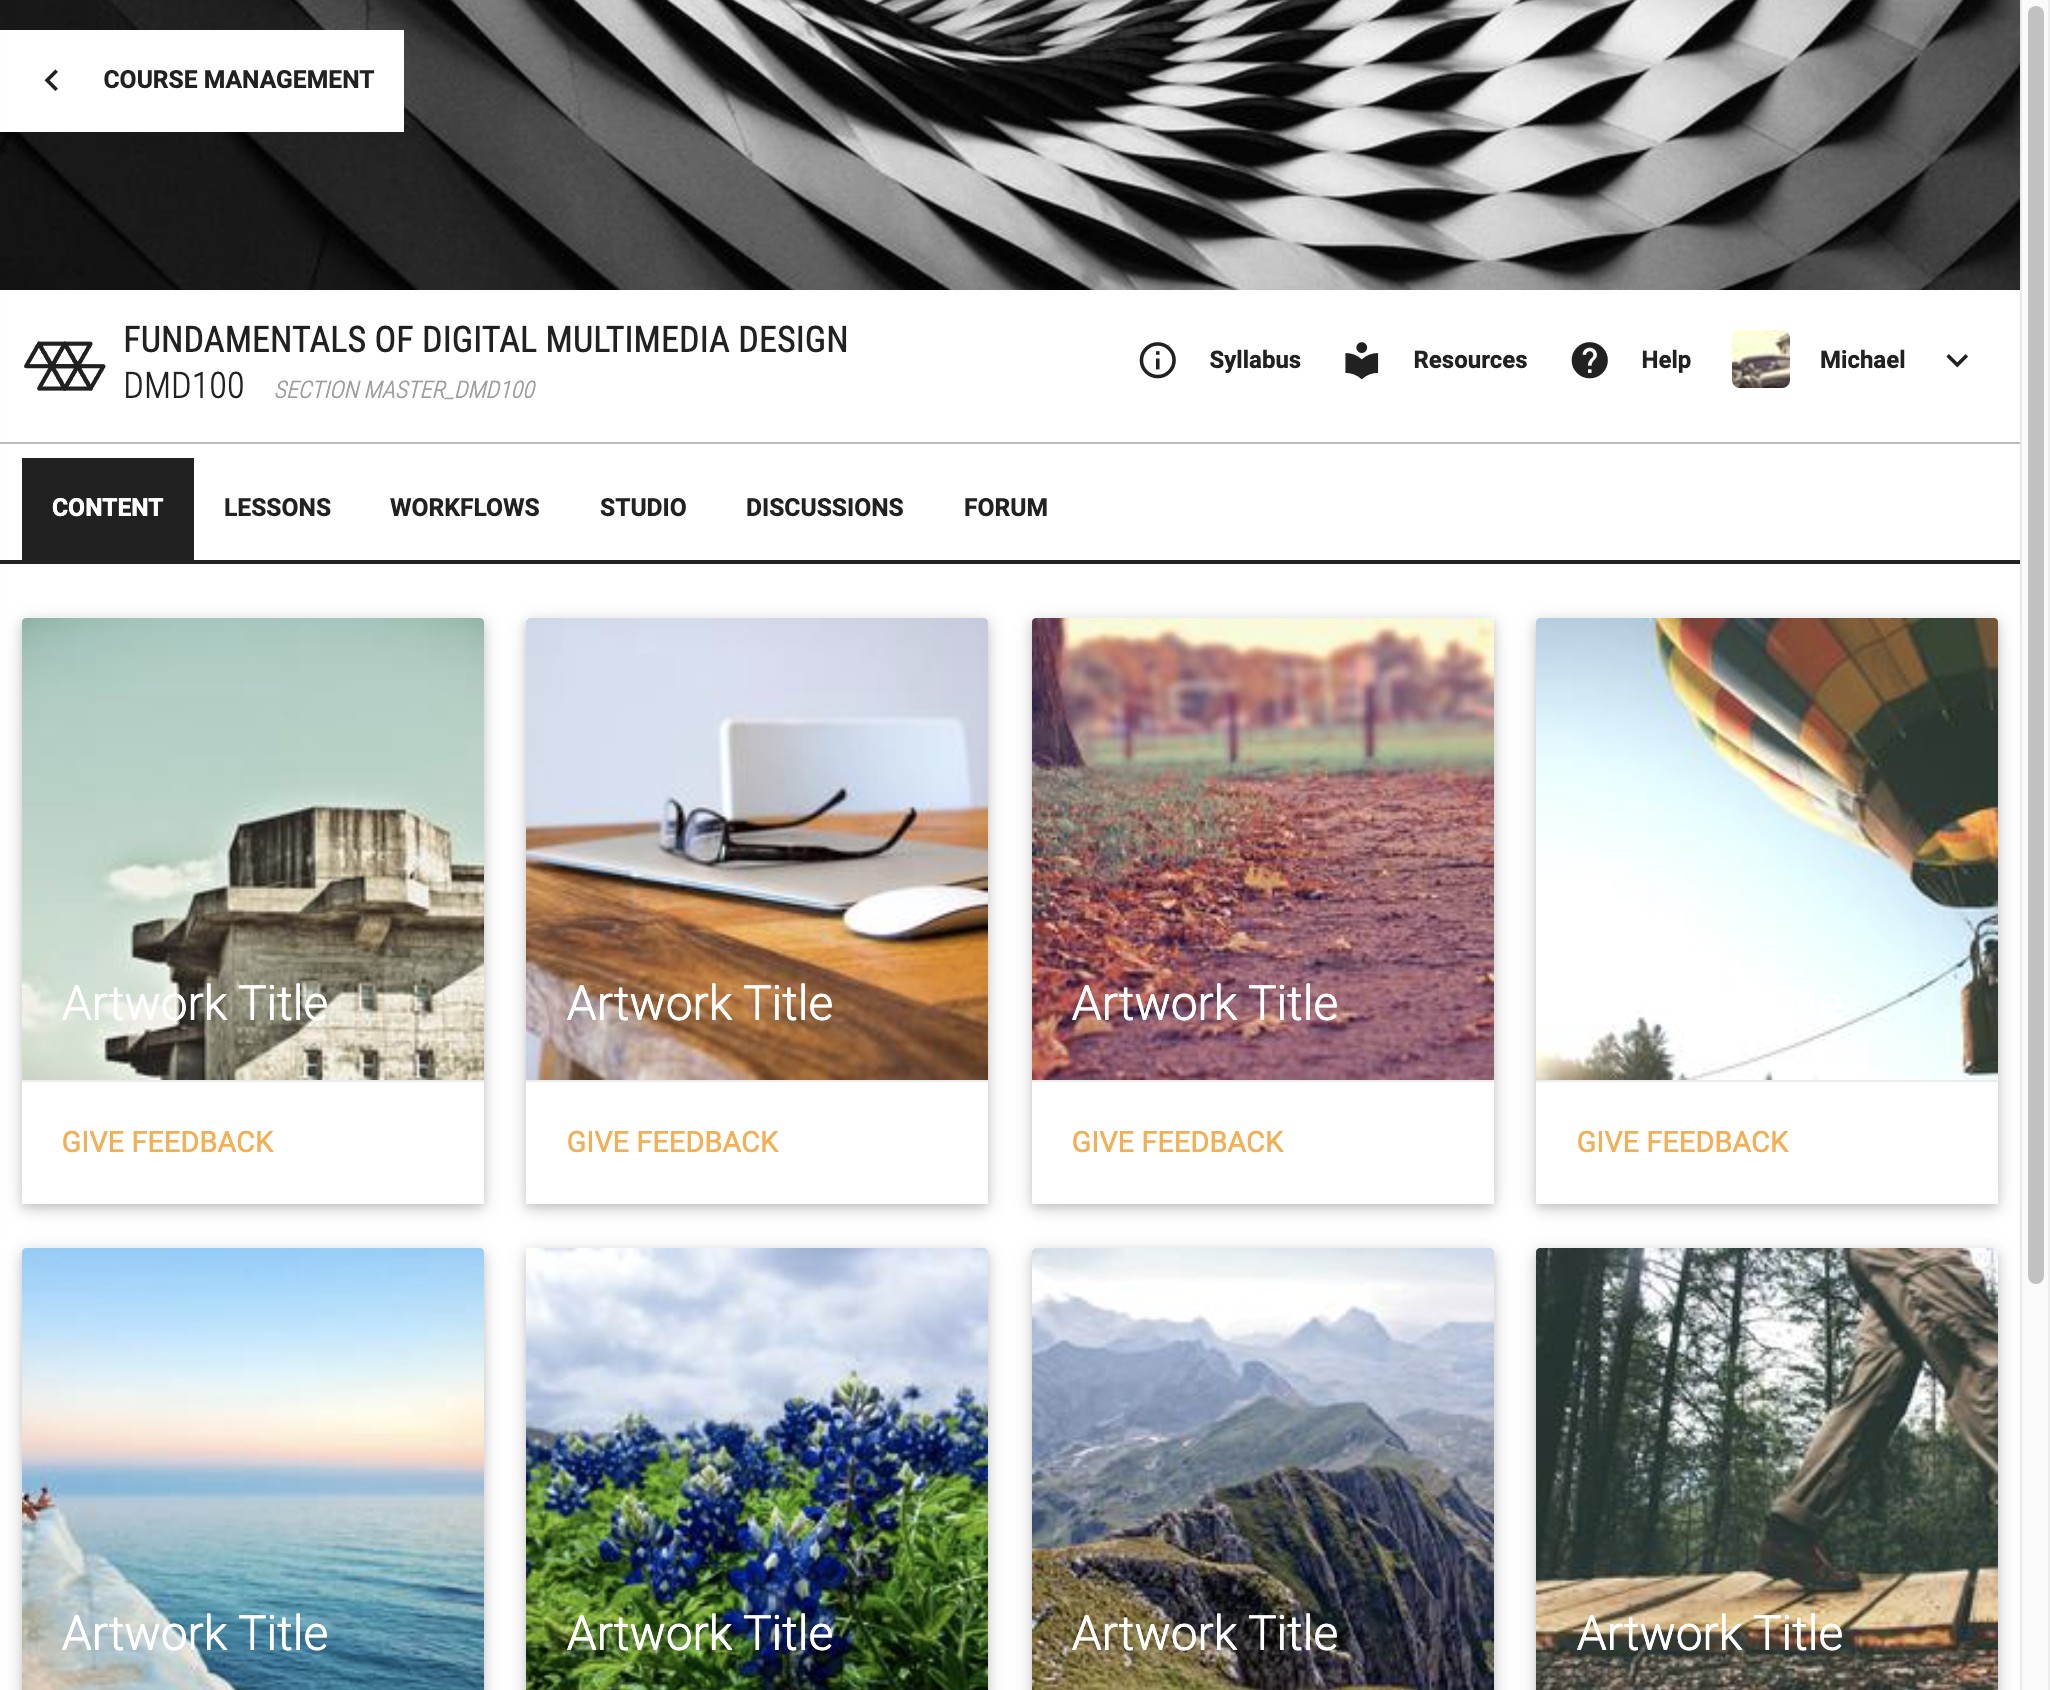 COURSE MANAGEMENT
FUNDAMENTALS OF DIGITAL MULTIMEDIA DESIGN
DMD100 SECTION MASTER_DMD100
Syllabus Resources Help Michael
CONTENT LESSONS WORKFLOWS STUDIO DISCUSSIONS FORUM
Artwork Title Artwork Title Artwork Title
GIVE FEEDBACK GIVE FEEDBACK GIVE FEEDBACK GIVE FEEDBACK
Artwork Title Artwork Title Artwork Title Artwork Title